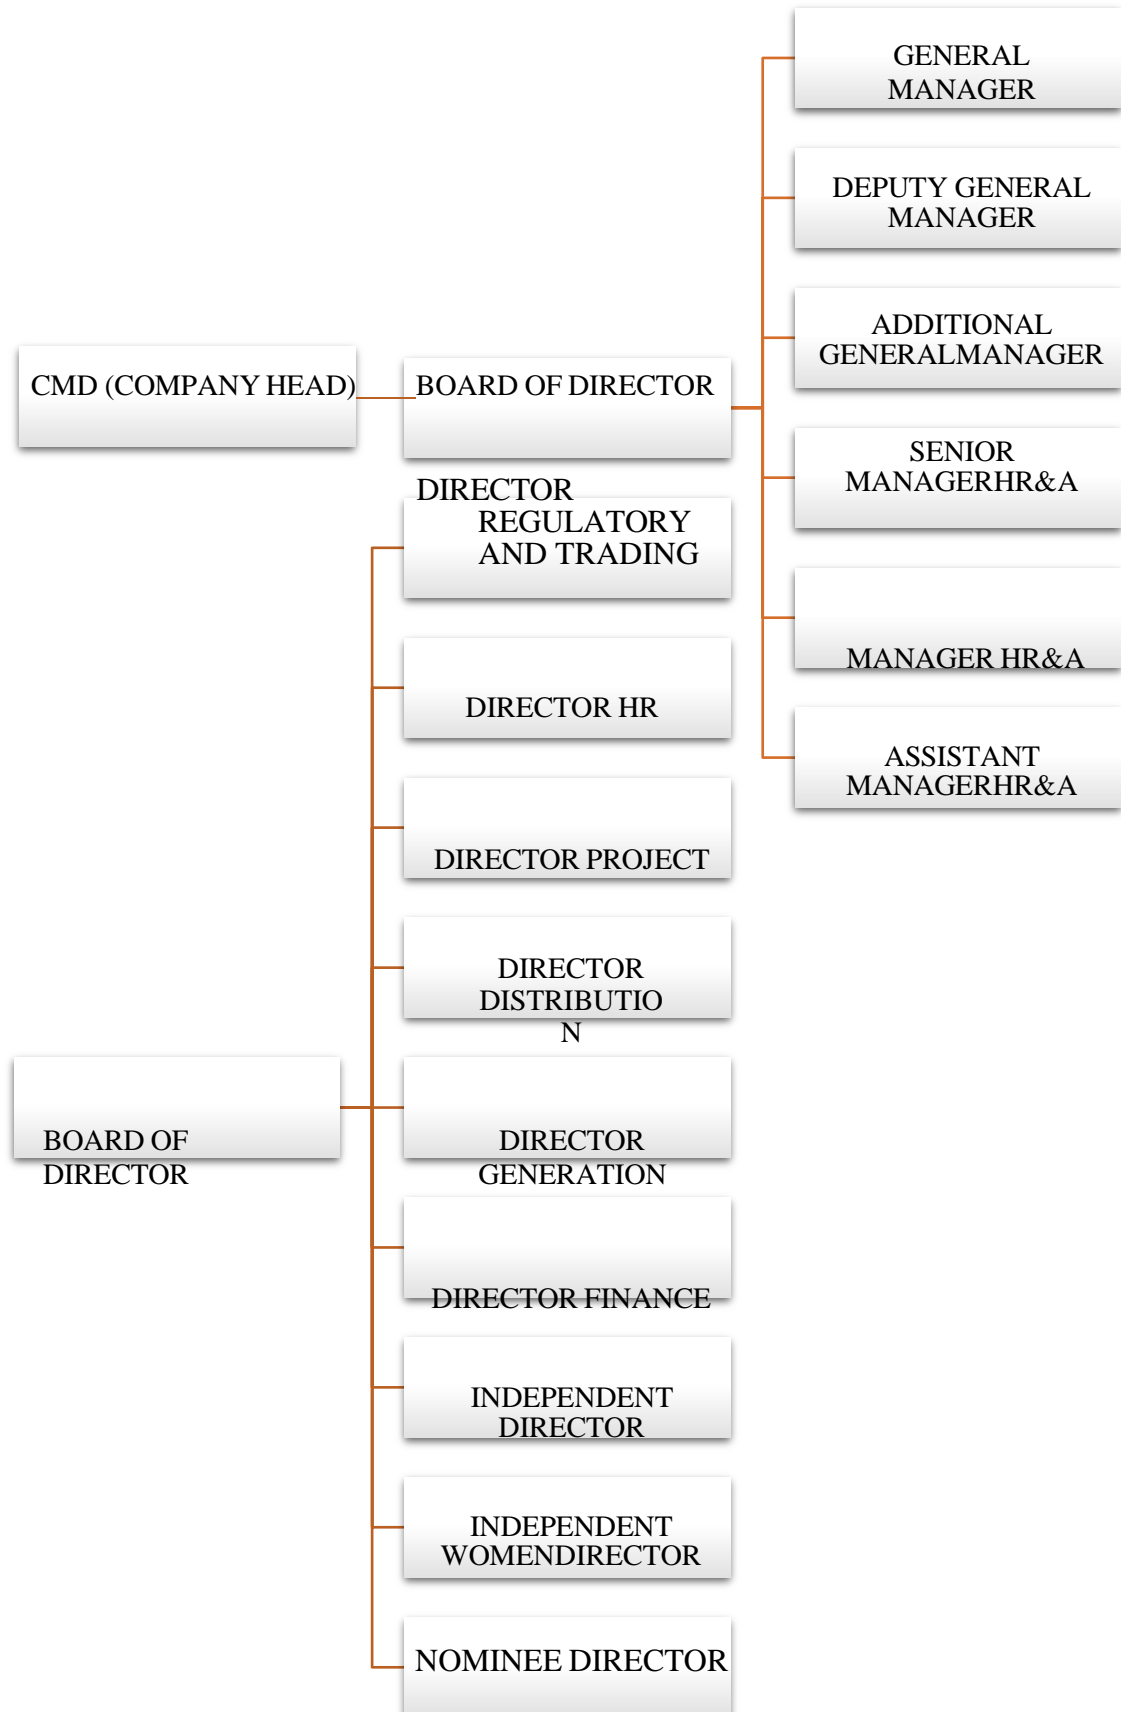 GENERAL
MANAGER
DEPUTY GENERAL
MANAGER
ADDITIONAL
GENERALMANAGER
CMD (COMPANY HEAD)
BOARD OF DIRECTOR
SENIOR
MANAGERHR&A
DIRECTOR
REGULATORY
AND TRADING
MANAGER HR&A
DIRECTOR HR
ASSISTANT
MANAGERHR&A
DIRECTOR PROJECT
DIRECTOR
DISTRIBUTIO
N
BOARD OF
DIRECTOR
DIRECTOR
GENERATION
DIRECTOR FINANCE
INDEPENDENT
DIRECTOR
INDEPENDENT
WOMENDIRECTOR
NOMINEE DIRECTOR